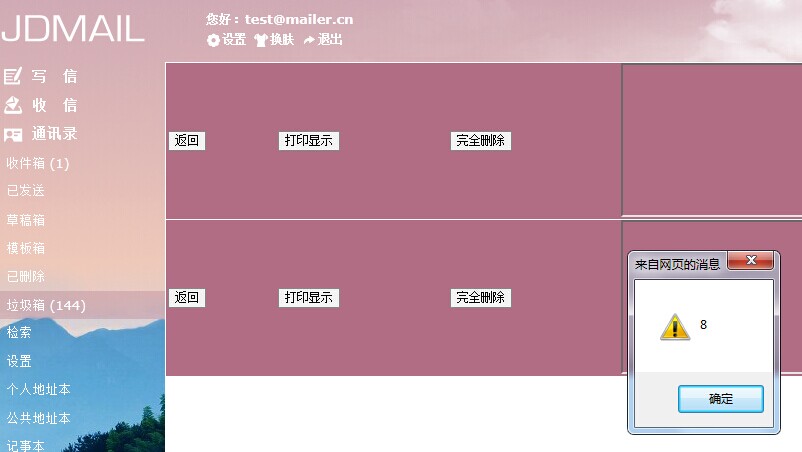 JDMAIL
您好：test@mailer.cn
设置 换肤 退出
写 信
收 信
通讯录
收件箱 (1)
已发送
草稿箱
模板箱
已删除
垃圾箱 (144)
检索
设置
个人地址本
公共地址本
记事本
返回 打印显示 完全删除
返回 打印显示 完全删除
来自网页的消息
8
确定